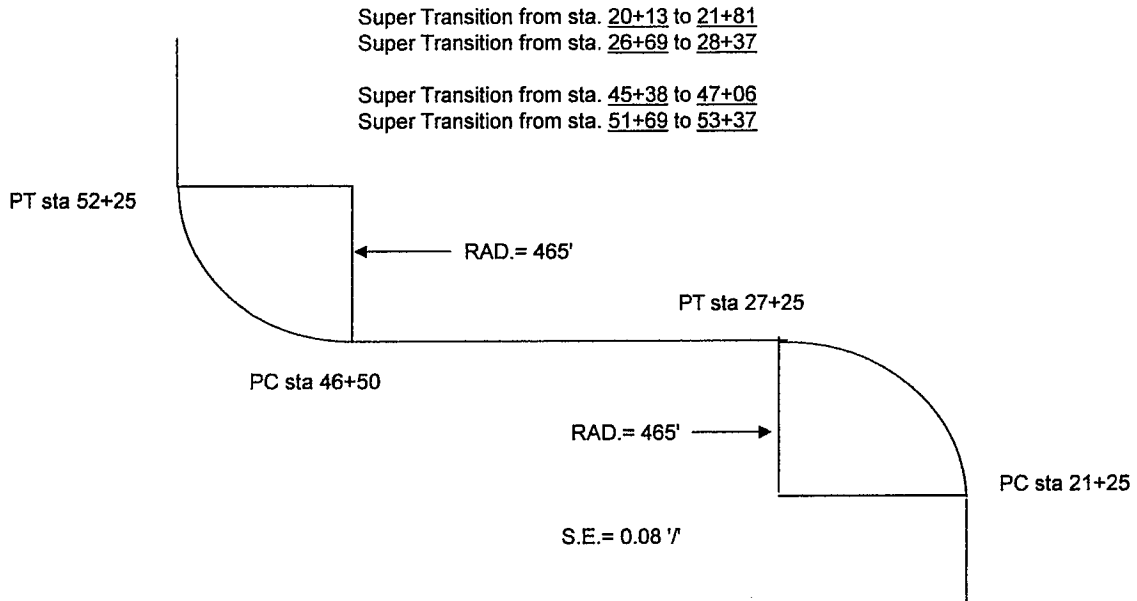 Super Transition from sta. 20+13 to 21+81
Super Transition from sta. 26+69 to 28+37
Super Transition from sta. 45+38 to 47+06
Super Transition from sta. 51+69 to 53+37
PT sta 52+25
RAD.= 465'
PT sta 27+25
PC sta 46+50
RAD.= 465'
PC sta 21+25
S.E.= 0.08 '/'